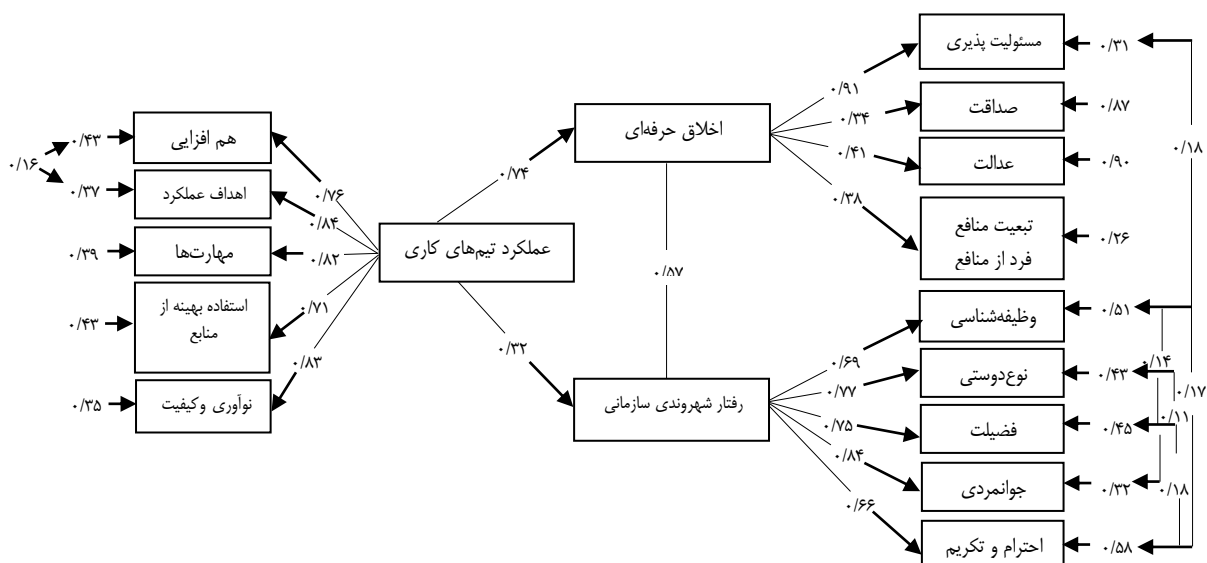 مسئولیت پذیری
۰/۳۱
۰/۹۱
صداقت
۰/۸۷
۰/۳۴
اخلاق حرفه‌ای
هم افزایی
۰/۴۳
۰/۱۶
عدالت
۰/۹۰
۰/۴۱
۰/۱۸
۰/۷۴
اهداف عملکرد
۰/۳۷
۰/۷۶
۰/۳۸
۰/۸۴
تبعیت منافع
فرد از منافع
۰/۲۶
عملکرد تیم‌های کاری
مهارت‌ها
۰/۳۹
۰/۸۲
۰/۵۷
استفاده بهینه از
منابع
۰/۴۳
۰/۷۱
وظیفه‌شناسی
۰/۵۱
۰/۶۹
۰/۳۲
۰/۱۴
۰/۸۳
نوع‌دوستی
۰/۴۳
۰/۷۷
۰/۱۷
نوآوری وکیفیت
۰/۳۵
رفتار شهروندی سازمانی
۰/۱۱
فضیلت
۰/۴۵
۰/۷۵
۰/۸۴
جوانمردی
۰/۳۲
۰/۱۸
۰/۶۶
احترام و تکریم
۰/۵۸